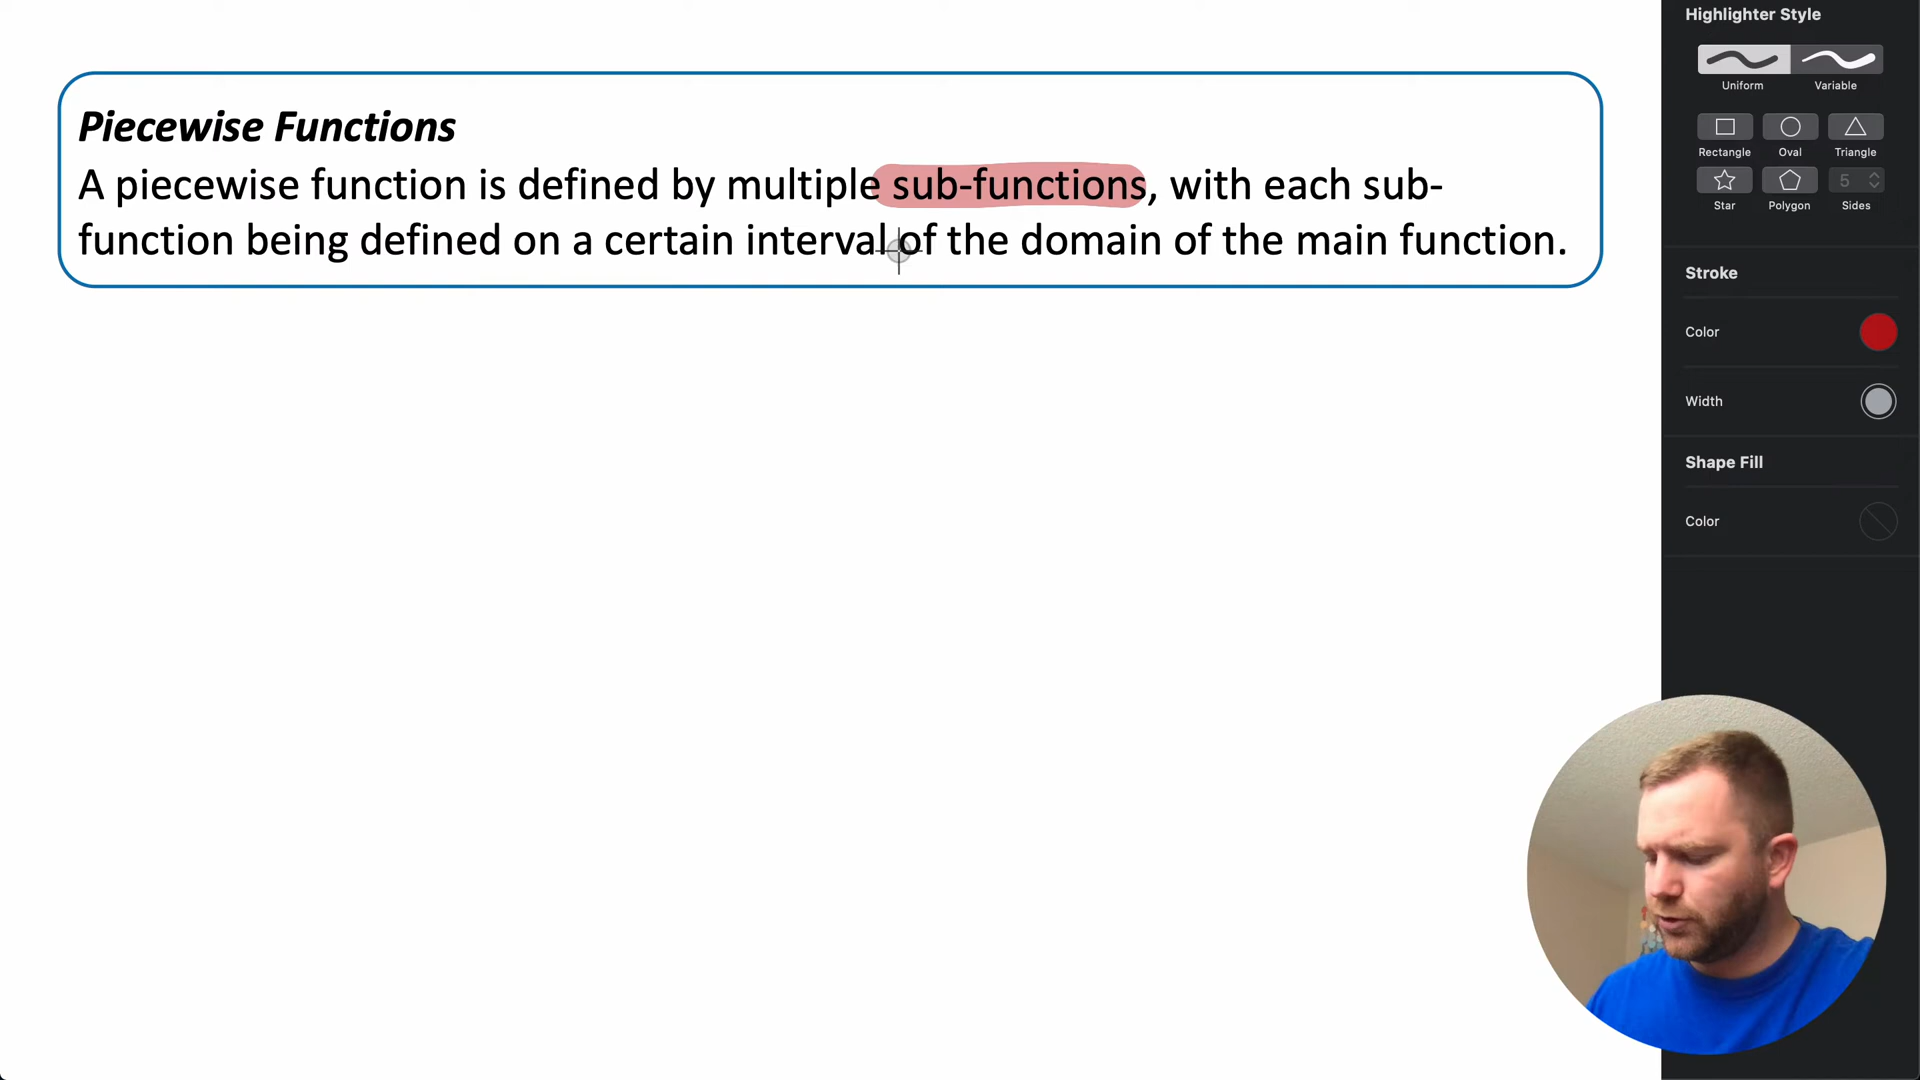 Piecewise Functions
A piecewise function is defined by multiple sub-functions, with each sub-
function being defined on a certain interval of the domain of the main function.
Highlighter Style
Uniform Variable
Rectangle Oval Triangle
5
Star Polygon Sides
Stroke
Color
Width
Shape Fill
Color